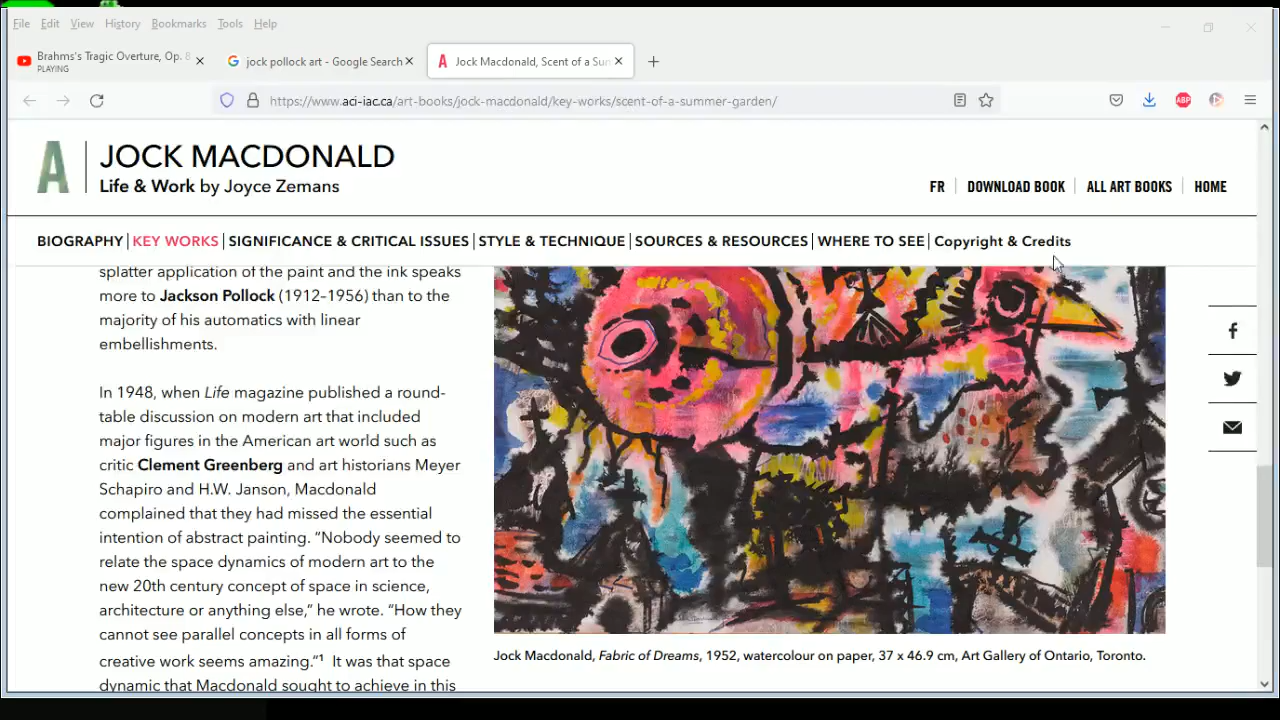 File Edit View History Bookmarks Tools Help
Brahms's Tragic Overture, Op. 8
PLAYING
jock pollock art - Google Search
Jock Macdonald, Scent of a Sun
https://www.aci-iac.ca/art-books/jock-macdonald/key-works/scent-of-a-summer-garden/
ABP
A
JOCK MACDONALD
Life & Work by Joyce Zemans
FR DOWNLOAD BOOK ALL ART BOOKS HOME
BIOGRAPHY KEY WORKS SIGNIFICANCE & CRITICAL ISSUES STYLE & TECHNIQUE SOURCES & RESOURCES WHERE TO SEE Copyright & Credits
splatter application of the paint and the ink speaks
more to Jackson Pollock (1912–1956) than to the
majority of his automatics with linear
embellishments.
In 1948, when Life magazine published a round-
table discussion on modern art that included
major figures in the American art world such as
critic Clement Greenberg and art historians Meyer
Schapiro and H.W. Janson, Macdonald
complained that they had missed the essential
intention of abstract painting. “Nobody seemed to
relate the space dynamics of modern art to the
new 20th century concept of space in science,
architecture or anything else,” he wrote. “How they
cannot see parallel concepts in all forms of
creative work seems amazing.”¹ It was that space
dynamic that Macdonald sought to achieve in this
Jock Macdonald, Fabric of Dreams, 1952, watercolour on paper, 37 x 46.9 cm, Art Gallery of Ontario, Toronto.